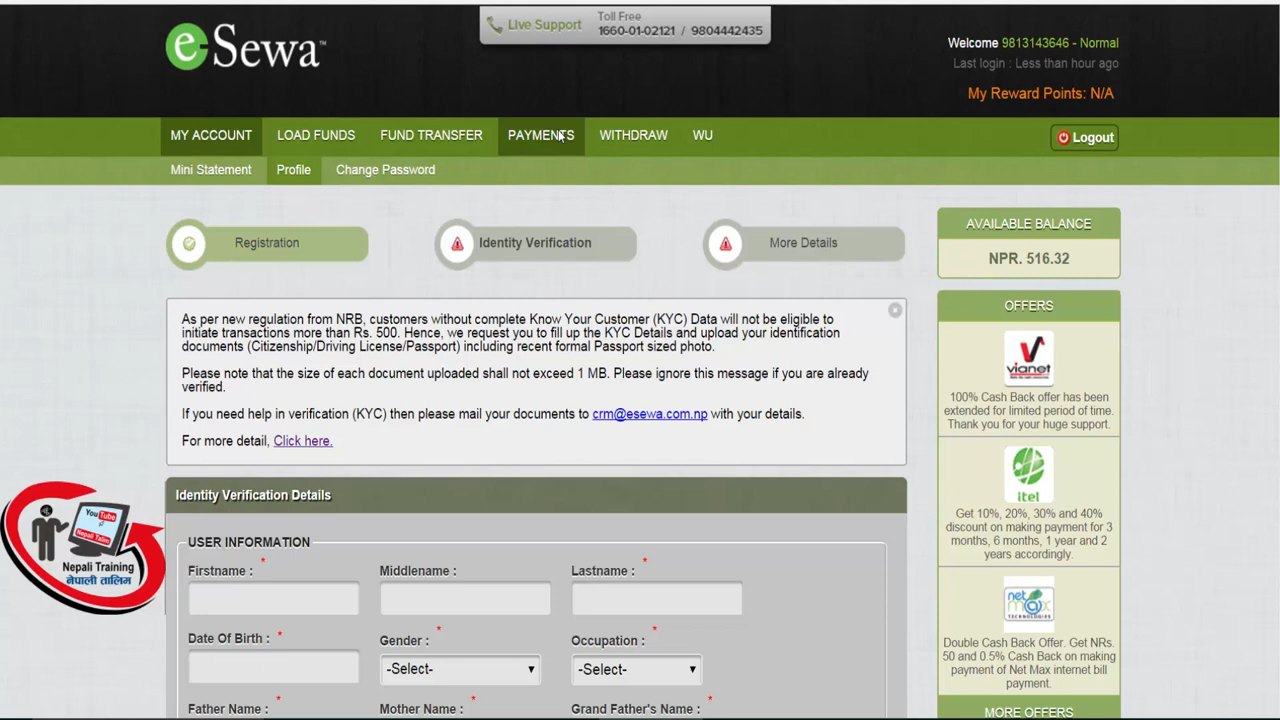 eSewa™
Live Support
Toll Free
1660-01-02121 / 9804442435
Welcome 9813143646 - Normal
Last login : Less than hour ago
My Reward Points: N/A
MY ACCOUNT
LOAD FUNDS
FUND TRANSFER
PAYMENTS
WITHDRAW
WU
Logout
Mini Statement
Profile
Change Password
Registration
Identity Verification
More Details
AVAILABLE BALANCE
NPR. 516.32
As per new regulation from NRB, customers without complete Know Your Customer (KYC) Data will not be eligible to
initiate transactions more than Rs. 500. Hence, we request you to fill up the KYC Details and upload your identification
documents (Citizenship/Driving License/Passport) including recent formal Passport sized photo.
Please note that the size of each document uploaded shall not exceed 1 MB. Please ignore this message if you are already
verified.
If you need help in verification (KYC) then please mail your documents to crm@esewa.com.np with your details.
For more detail, Click here.
OFFERS
vianet
100% Cash Back offer has been
extended for limited period of time.
Thank you for your huge support.
itel
Get 10%, 20%, 30% and 40%
discount on making payment for 3
months, 6 months, 1 year and 2
years accordingly.
net
max
TECHNOLOGIES
Double Cash Back Offer. Get NRs.
50 and 0.5% Cash Back on making
payment of Net Max internet bill
payment.
MORE OFFERS
Identity Verification Details
USER INFORMATION
Firstname : *
Middlename :
Lastname : *
Date Of Birth : *
Gender : *
Occupation : *
-Select-
-Select-
Father Name : *
Mother Name : *
Grand Father's Name : *
YouTube
Nepali Talim
Nepali Training
नेपाली तालिम